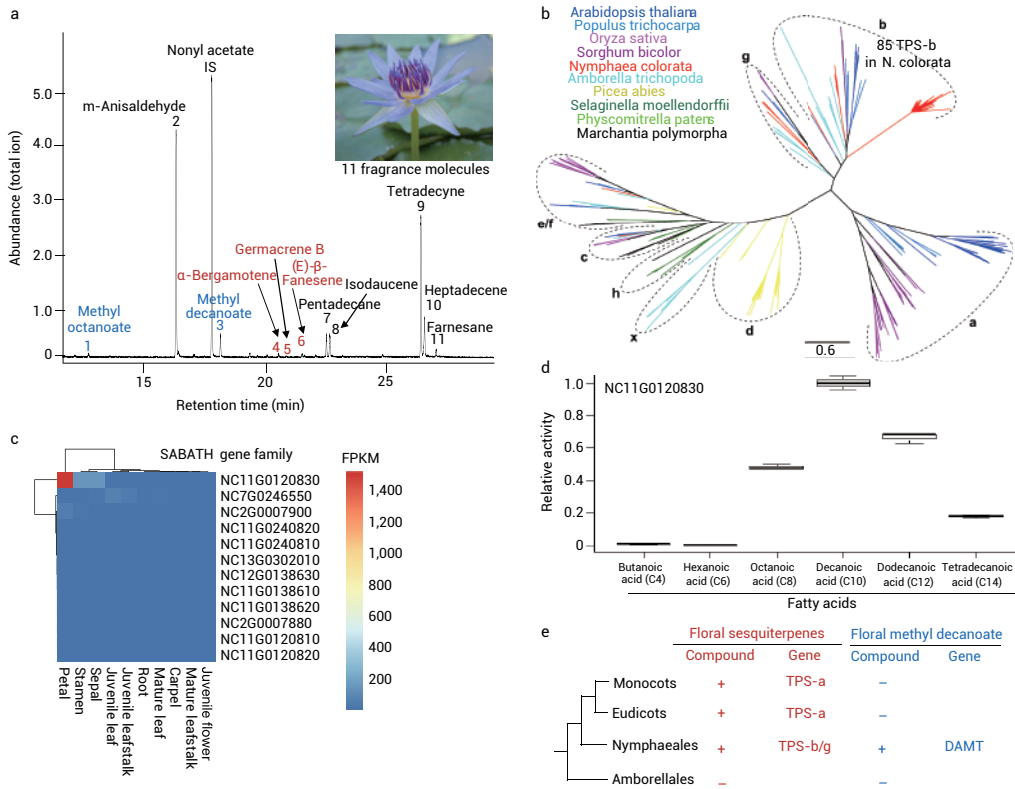 a
Nonyl acetate
IS
m-Anisaldehyde
2
5.0
4.0
3.0
2.0
1.0
0
Abundance (total ion)
11 fragrance molecules
Tetradecyne
9
Germacrene B
(E)-β-
Fanesene
α-Bergamotene
Isodaucene
Methyl
octanoate
1
Methyl
decanoate
3
4
5
6
Pentadecane
7
8
Heptadecene
10
Farnesane
11
15
20
25
Retention time (min)
b
Arabidopsis thaliana
Populus trichocarpa
Oryza sativa
Sorghum bicolor
Nymphaea colorata
Amborella trichopoda
Picea abies
Selaginella moellendorffii
Physcomitrella patens
Marchantia polymorpha
b
85 TPS-b
in N. colorata
g
e/f
c
h
x
d
a
0.6
c
SABATH gene family
FPKM
NC11G0120830
NC7G0246550
NC2G0007900
NC11G0240820
NC11G0240810
NC13G0302010
NC12G0138630
NC11G0138610
NC11G0138620
NC2G0007880
NC11G0120810
NC11G0120820
1,400
1,200
1,000
800
600
400
200
Petal
Stamen
Sepal
Juvenile leaf
Juvenile leafstalk
Root
Mature leaf
Carpel
Mature leafstalk
Juvenile flower
d
NC11G0120830
1.0
0.8
0.6
0.4
0.2
0
Relative activity
Butanoic
acid (C4)
Hexanoic
acid (C6)
Octanoic
acid (C8)
Decanoic
acid (C10)
Dodecanoic
acid (C12)
Tetradecanoic
acid (C14)
Fatty acids
e
Floral sesquiterpenes
Floral methyl decanoate
Compound Gene Compound Gene
Monocots + TPS-a −
Eudicots + TPS-a −
Nymphaeales + TPS-b/g + DAMT
Amborellales − −